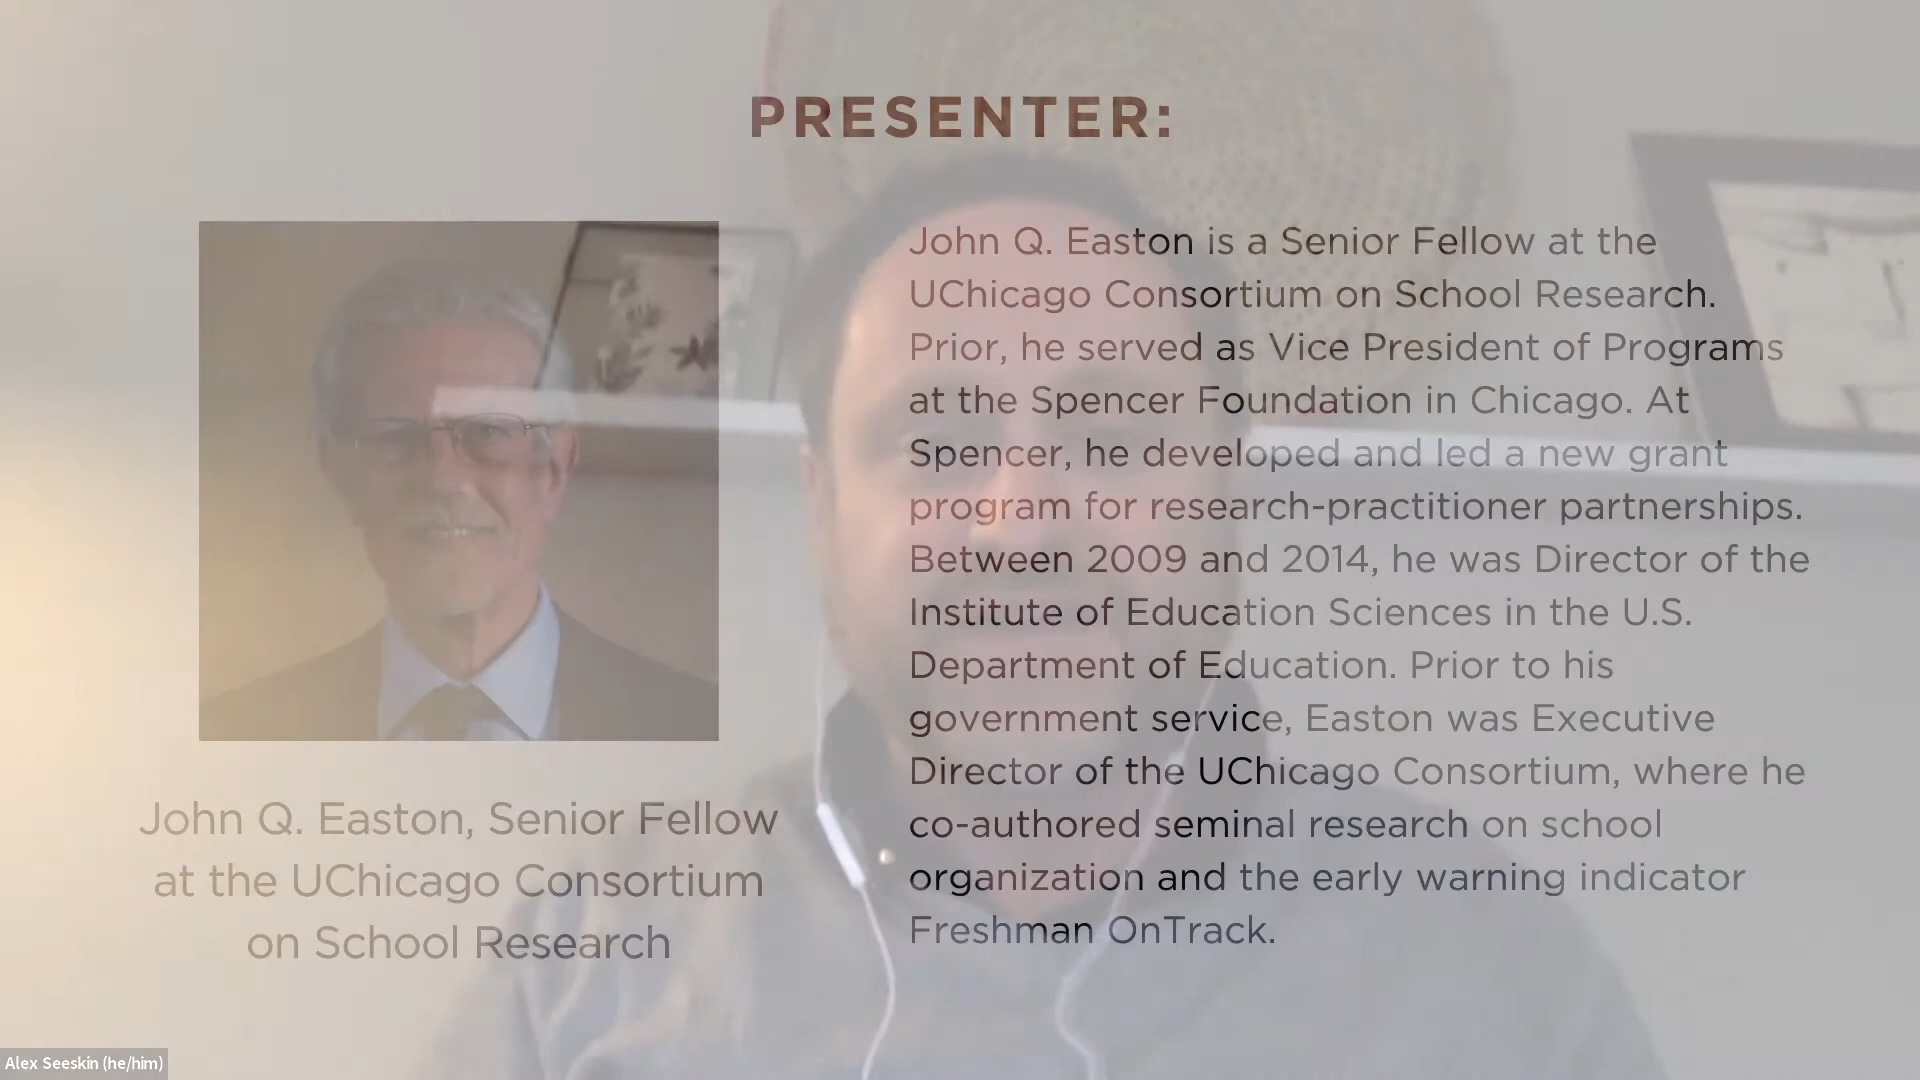 PRESENTER:
John Q. Easton is a Senior Fellow at the
UChicago Consortium on School Research.
Prior, he served as Vice President of Programs
at the Spencer Foundation in Chicago. At
Spencer, he developed and led a new grant
program for research-practitioner partnerships.
Between 2009 and 2014, he was Director of the
Institute of Education Sciences in the U.S.
Department of Education. Prior to his
government service, Easton was Executive
Director of the UChicago Consortium, where he
co-authored seminal research on school
organization and the early warning indicator
Freshman OnTrack.
John Q. Easton, Senior Fellow
at the UChicago Consortium
on School Research
Alex Seeskin (he/him)